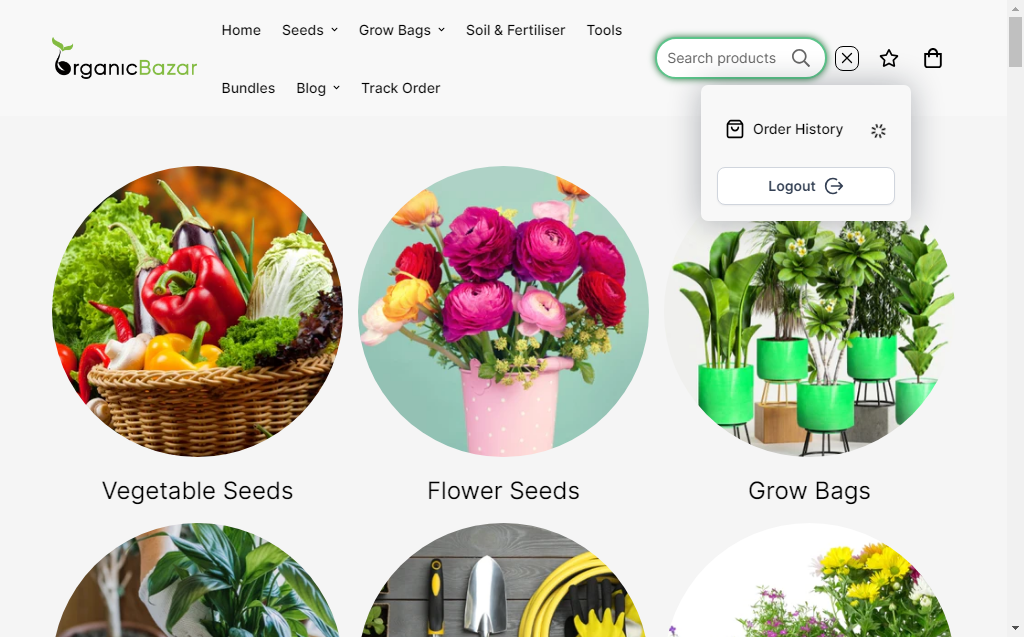 Home Seeds Grow Bags Soil & Fertiliser Tools
OrganicBazar
Search products
Bundles Blog Track Order
Order History
Logout
Vegetable Seeds
Flower Seeds
Grow Bags